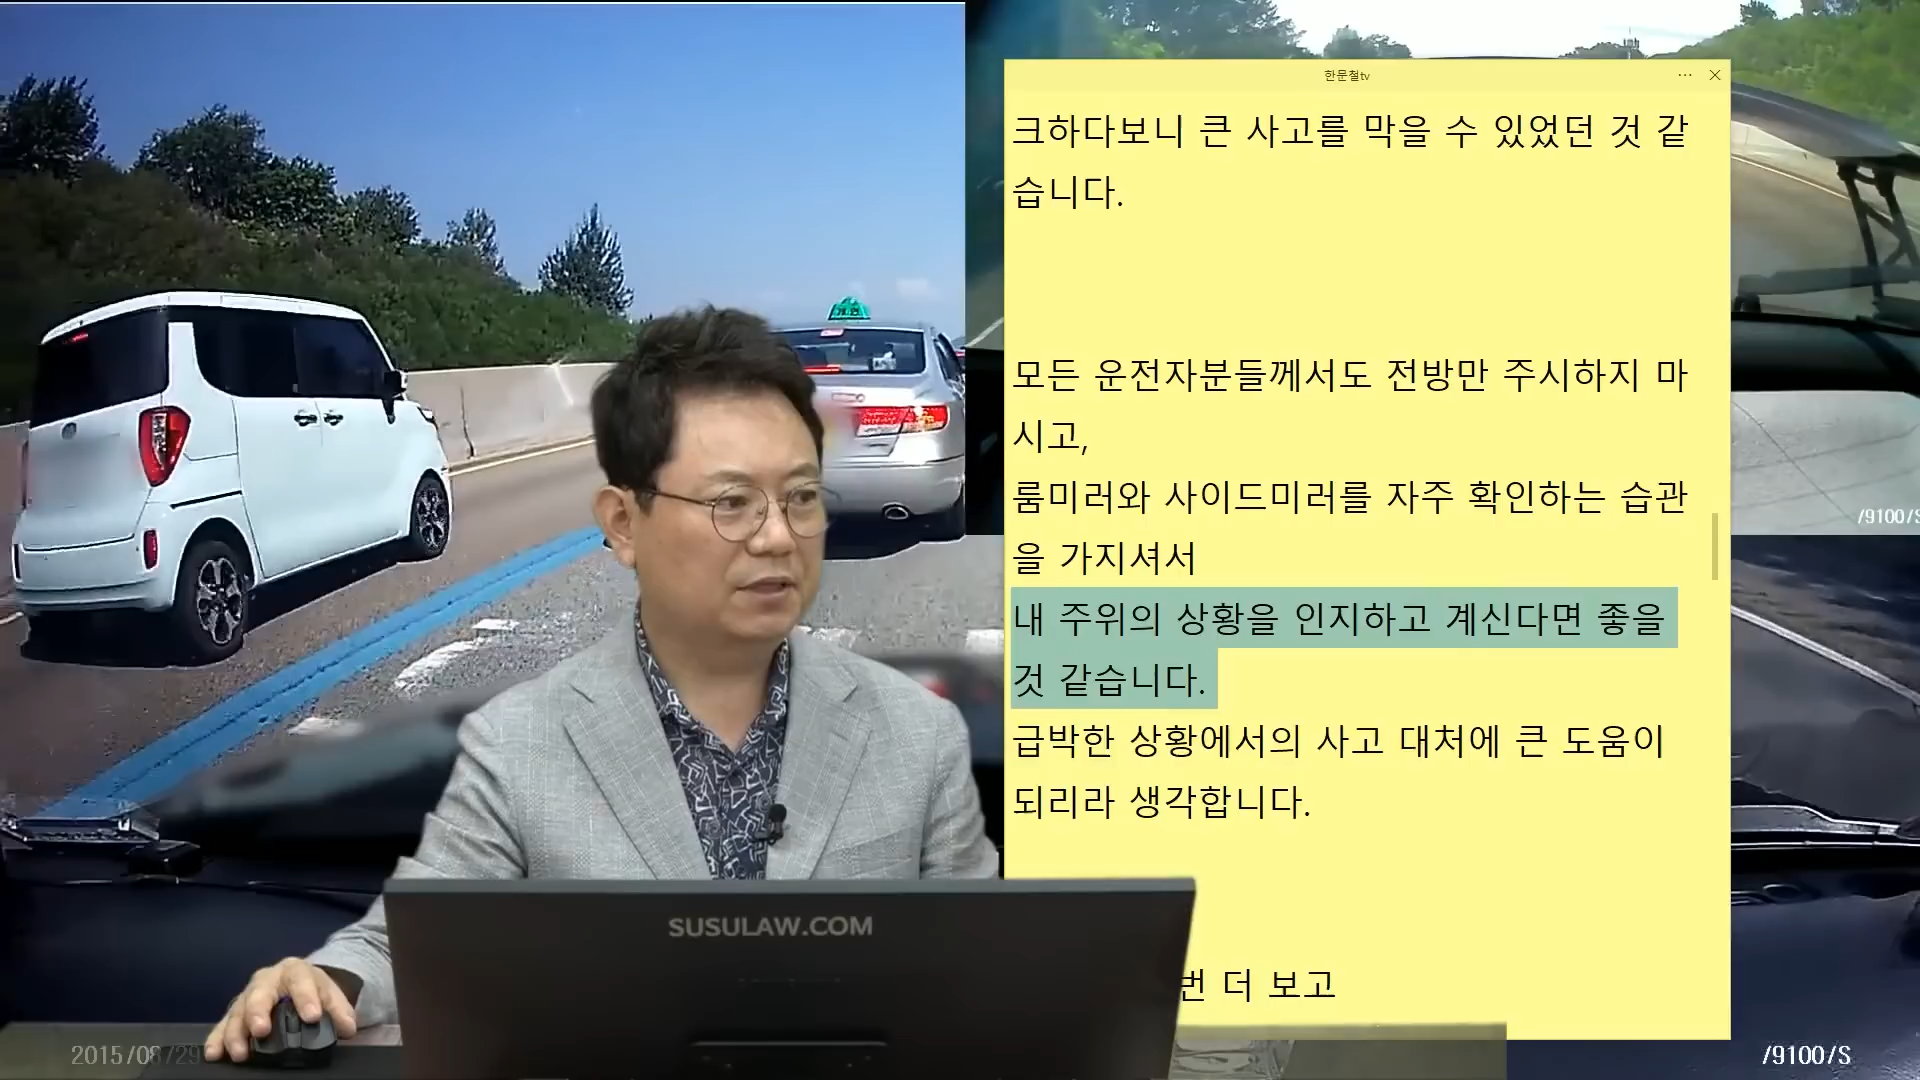 한문철tv
크하다보니 큰 사고를 막을 수 있었던 것 같
습니다.
모든 운전자분들께서도 전방만 주시하지 마
시고,
룸미러와 사이드미러를 자주 확인하는 습관
을 가지셔서
내 주위의 상황을 인지하고 계신다면 좋을
것 같습니다.
급박한 상황에서의 사고 대처에 큰 도움이
되리라 생각합니다.
번 더 보고
SUSULAW.COM
2015/08/29
/9100/S
/9100/S